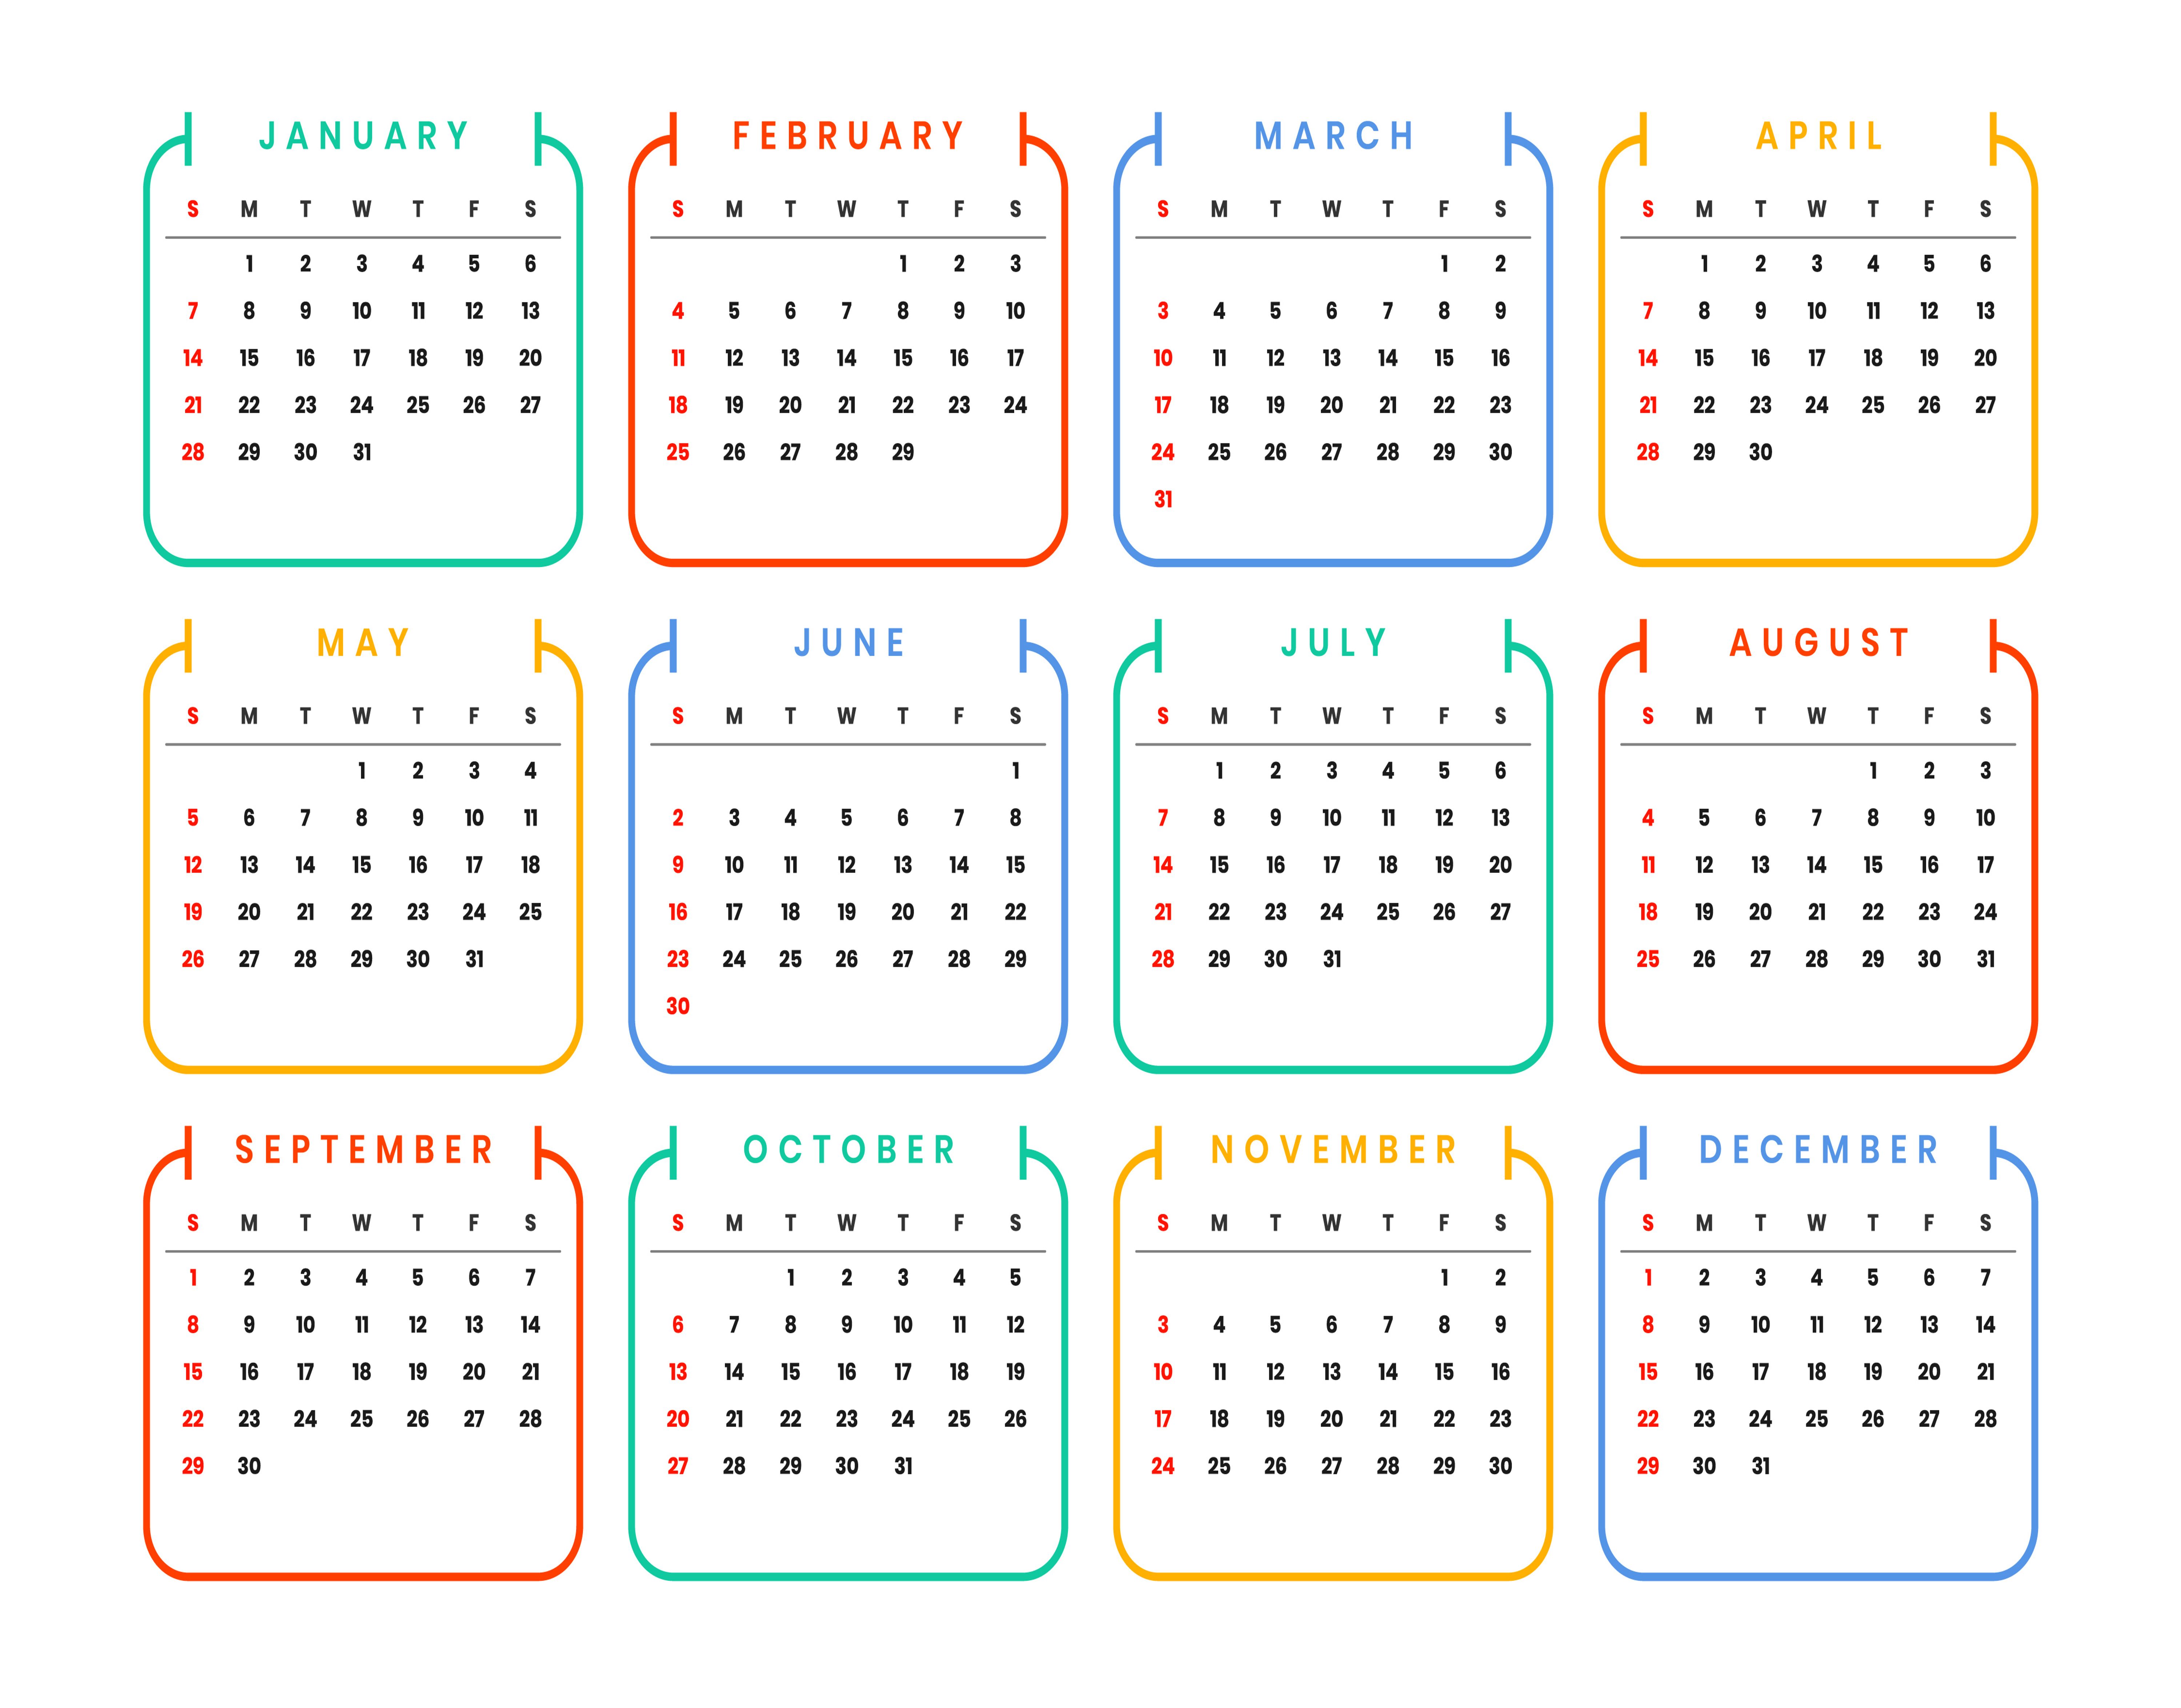 JANUARY
S M T W T F S
1 2 3 4 5 6
7 8 9 10 11 12 13
14 15 16 17 18 19 20
21 22 23 24 25 26 27
28 29 30 31
FEBRUARY
S M T W T F S
1 2 3
4 5 6 7 8 9 10
11 12 13 14 15 16 17
18 19 20 21 22 23 24
25 26 27 28 29
MARCH
S M T W T F S
1 2
3 4 5 6 7 8 9
10 11 12 13 14 15 16
17 18 19 20 21 22 23
24 25 26 27 28 29 30
31
APRIL
S M T W T F S
1 2 3 4 5 6
7 8 9 10 11 12 13
14 15 16 17 18 19 20
21 22 23 24 25 26 27
28 29 30
MAY
S M T W T F S
1 2 3 4
5 6 7 8 9 10 11
12 13 14 15 16 17 18
19 20 21 22 23 24 25
26 27 28 29 30 31
JUNE
S M T W T F S
1
2 3 4 5 6 7 8
9 10 11 12 13 14 15
16 17 18 19 20 21 22
23 24 25 26 27 28 29
30
JULY
S M T W T F S
1 2 3 4 5 6
7 8 9 10 11 12 13
14 15 16 17 18 19 20
21 22 23 24 25 26 27
28 29 30 31
AUGUST
S M T W T F S
1 2 3
4 5 6 7 8 9 10
11 12 13 14 15 16 17
18 19 20 21 22 23 24
25 26 27 28 29 30 31
SEPTEMBER
S M T W T F S
1 2 3 4 5 6 7
8 9 10 11 12 13 14
15 16 17 18 19 20 21
22 23 24 25 26 27 28
29 30
OCTOBER
S M T W T F S
1 2 3 4 5
6 7 8 9 10 11 12
13 14 15 16 17 18 19
20 21 22 23 24 25 26
27 28 29 30 31
NOVEMBER
S M T W T F S
1 2
3 4 5 6 7 8 9
10 11 12 13 14 15 16
17 18 19 20 21 22 23
24 25 26 27 28 29 30
DECEMBER
S M T W T F S
1 2 3 4 5 6 7
8 9 10 11 12 13 14
15 16 17 18 19 20 21
22 23 24 25 26 27 28
29 30 31